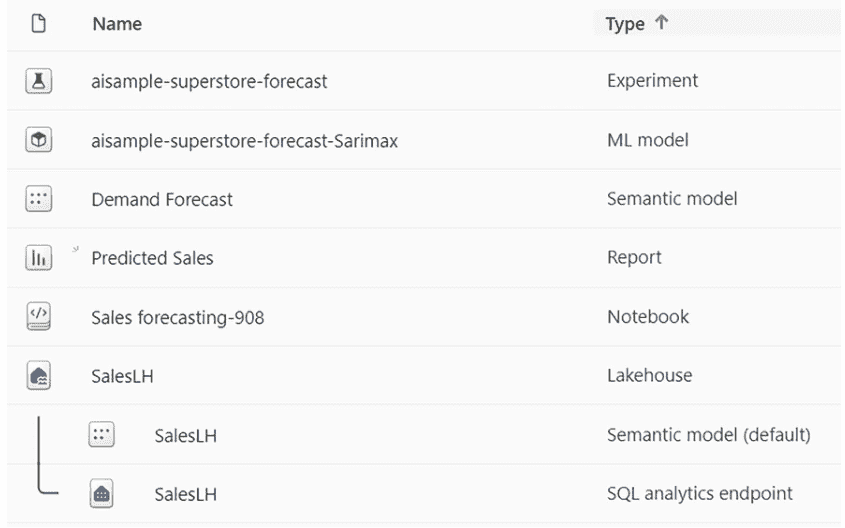 Name Type ↑
aisample-superstore-forecast Experiment
aisample-superstore-forecast-Sarimax ML model
Demand Forecast Semantic model
Predicted Sales Report
Sales forecasting-908 Notebook
SalesLH Lakehouse
SalesLH Semantic model (default)
SalesLH SQL analytics endpoint